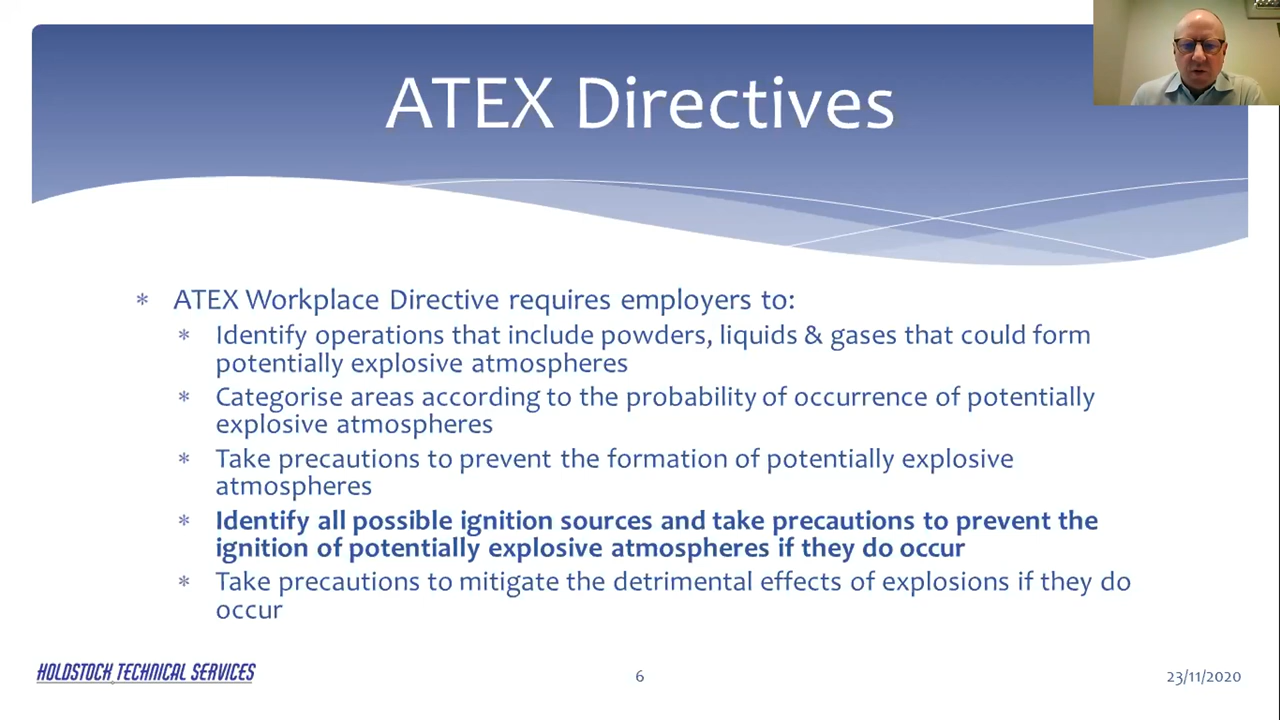 ATEX Directives
* ATEX Workplace Directive requires employers to:
* Identify operations that include powders, liquids & gases that could form
potentially explosive atmospheres
* Categorise areas according to the probability of occurrence of potentially
explosive atmospheres
* Take precautions to prevent the formation of potentially explosive
atmospheres
* Identify all possible ignition sources and take precautions to prevent the
ignition of potentially explosive atmospheres if they do occur
* Take precautions to mitigate the detrimental effects of explosions if they do
occur
HOLDSTOCK TECHNICAL SERVICES
6
23/11/2020